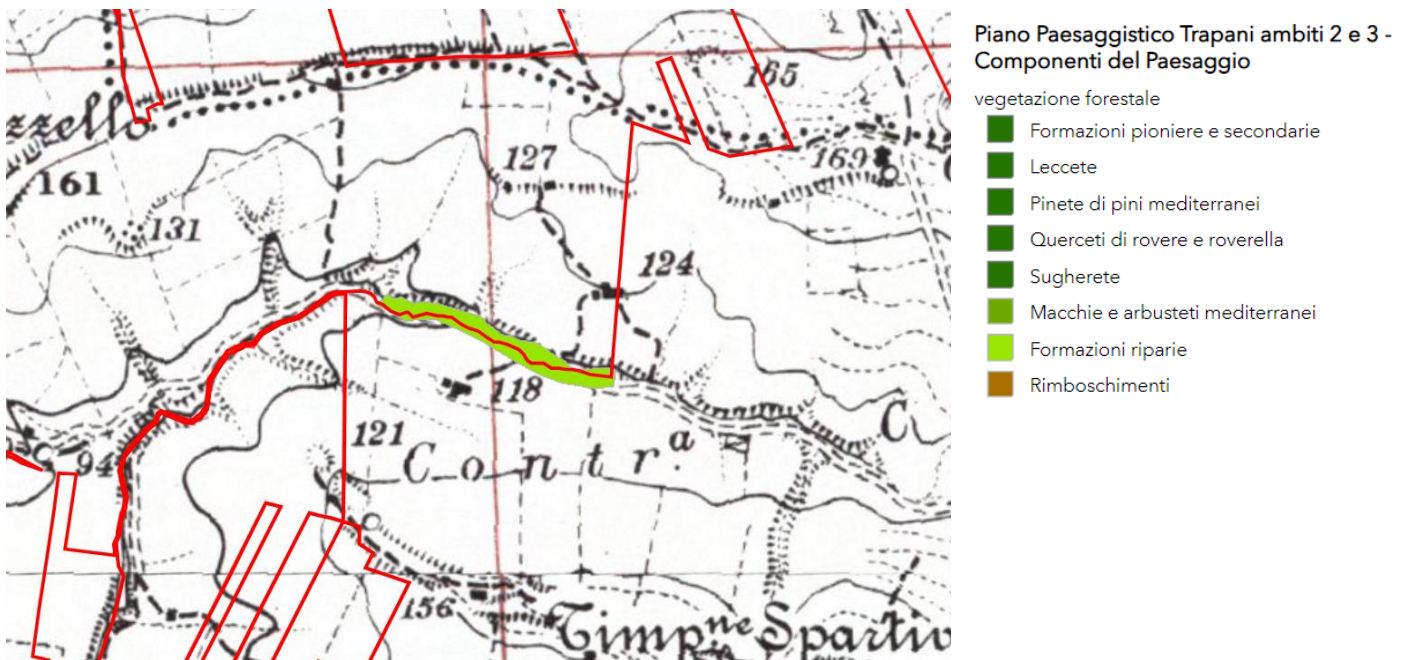 Piano Paesaggistico Trapani ambiti 2 e 3 -
Componenti del Paesaggio
vegetazione forestale
Formazioni pioniere e secondarie
Leccete
Pinete di pini mediterranei
Querceti di rovere e roverella
Sugherete
Macchie e arbusteti mediterranei
Formazioni riparie
Rimboschimenti
165
zzello
127
169
161
131
124
118
C
94
121
Contr.a
156
Timp.ne Spartiv